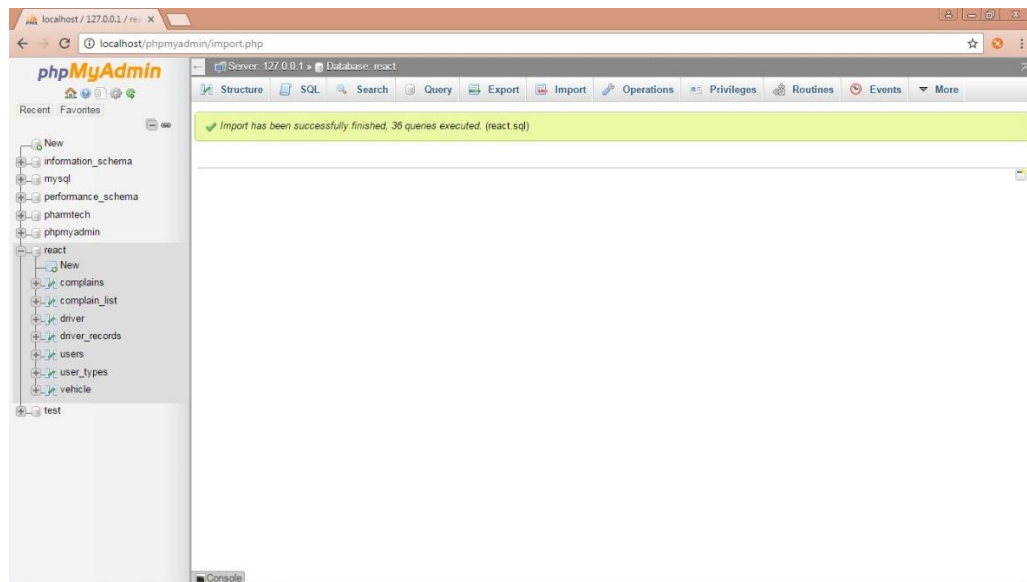 localhost / 127.0.0.1 / rea
localhost/phpmyadmin/import.php
phpMyAdmin
Recent Favorites
New
information_schema
mysql
performance_schema
pharmtech
phpmyadmin
react
New
complains
complain_list
driver
driver_records
users
user_types
vehicle
test
Server: 127.0.0.1 » Database: react
Structure SQL Search Query Export Import Operations Privileges Routines Events More
Import has been successfully finished, 36 queries executed. (react.sql)
Console